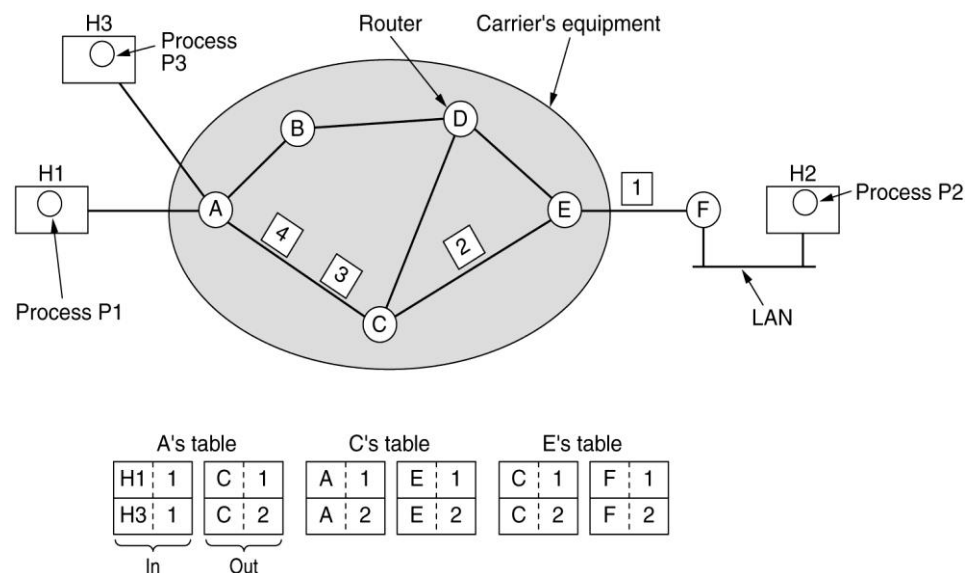 H3
Process
P3
Router
Carrier's equipment
B
D
H1
A
E
1
F
H2
Process P2
4
3
2
C
Process P1
LAN
A's table
C's table
E's table
H1 1 C 1 A 1 E 1 C 1 F 1
H3 1 C 2 A 2 E 2 C 2 F 2
In
Out